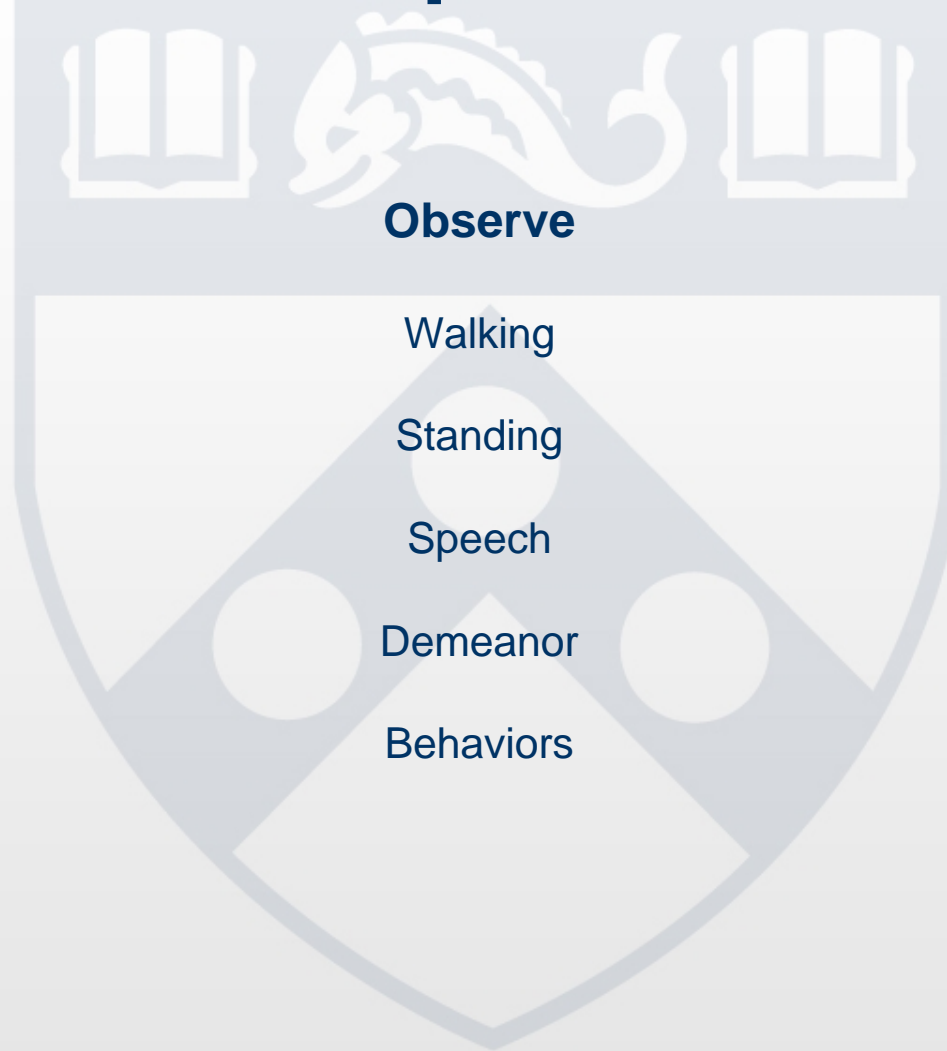 Observe
Walking
Standing
Speech
Demeanor
Behaviors